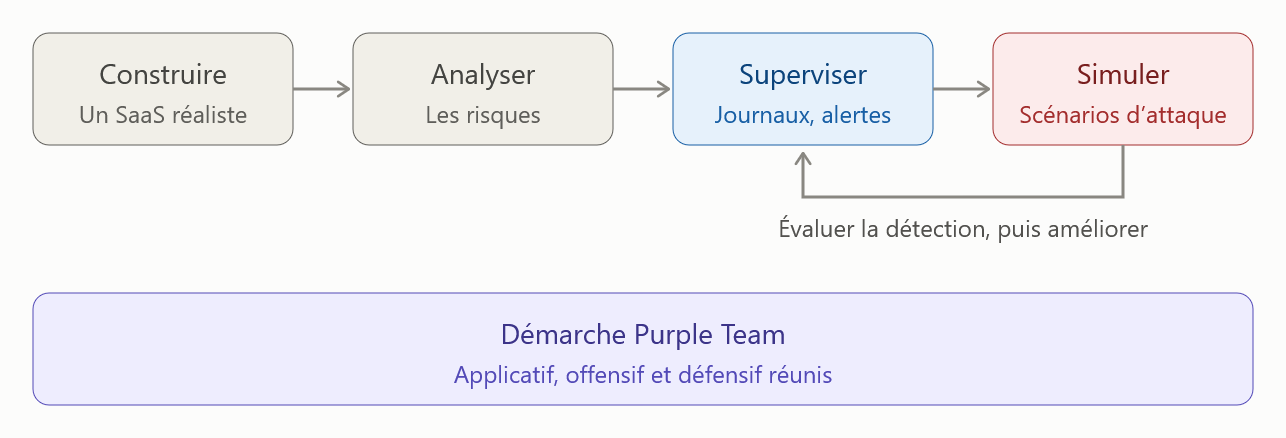 Construire
Un SaaS réaliste
Analyser
Les risques
Superviser
Journaux, alertes
Simuler
Scénarios d’attaque
Évaluer la détection, puis améliorer
Démarche Purple Team
Applicatif, offensif et défensif réunis